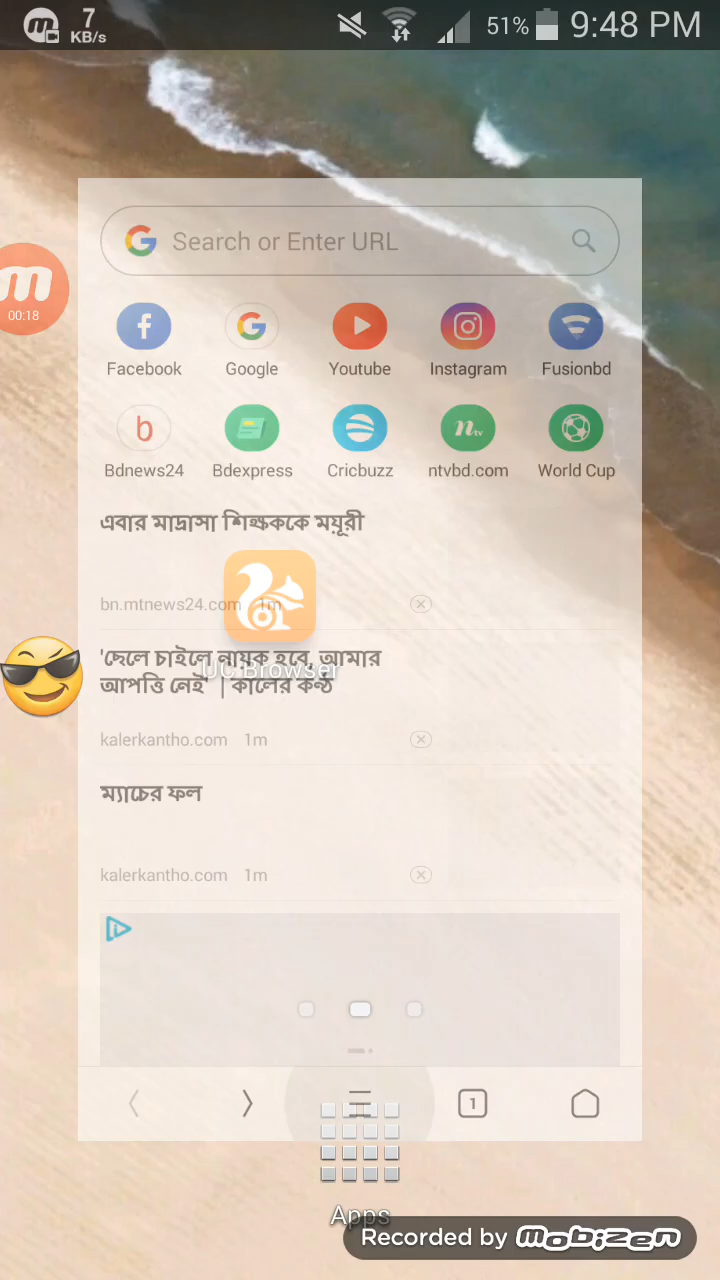 7
KB/s
51%
9:48 PM
Search or Enter URL
00:18
Facebook
Google
Youtube
Instagram
Fusionbd
b
ntv
Bdnews24
Bdexpress
Cricbuzz
ntvbd.com
World Cup
এবার মাদ্রাসা শিক্ষককে ময়ূরী
bn.mtnews24.com 1m
'ছেলে চাইলে নায়ক হবে, আমার
UC Browser
আপত্তি নেই' | কালের কন্ঠ
kalerkantho.com 1m
ম্যাচের ফল
kalerkantho.com 1m
1
Apps
Recorded by mobizen